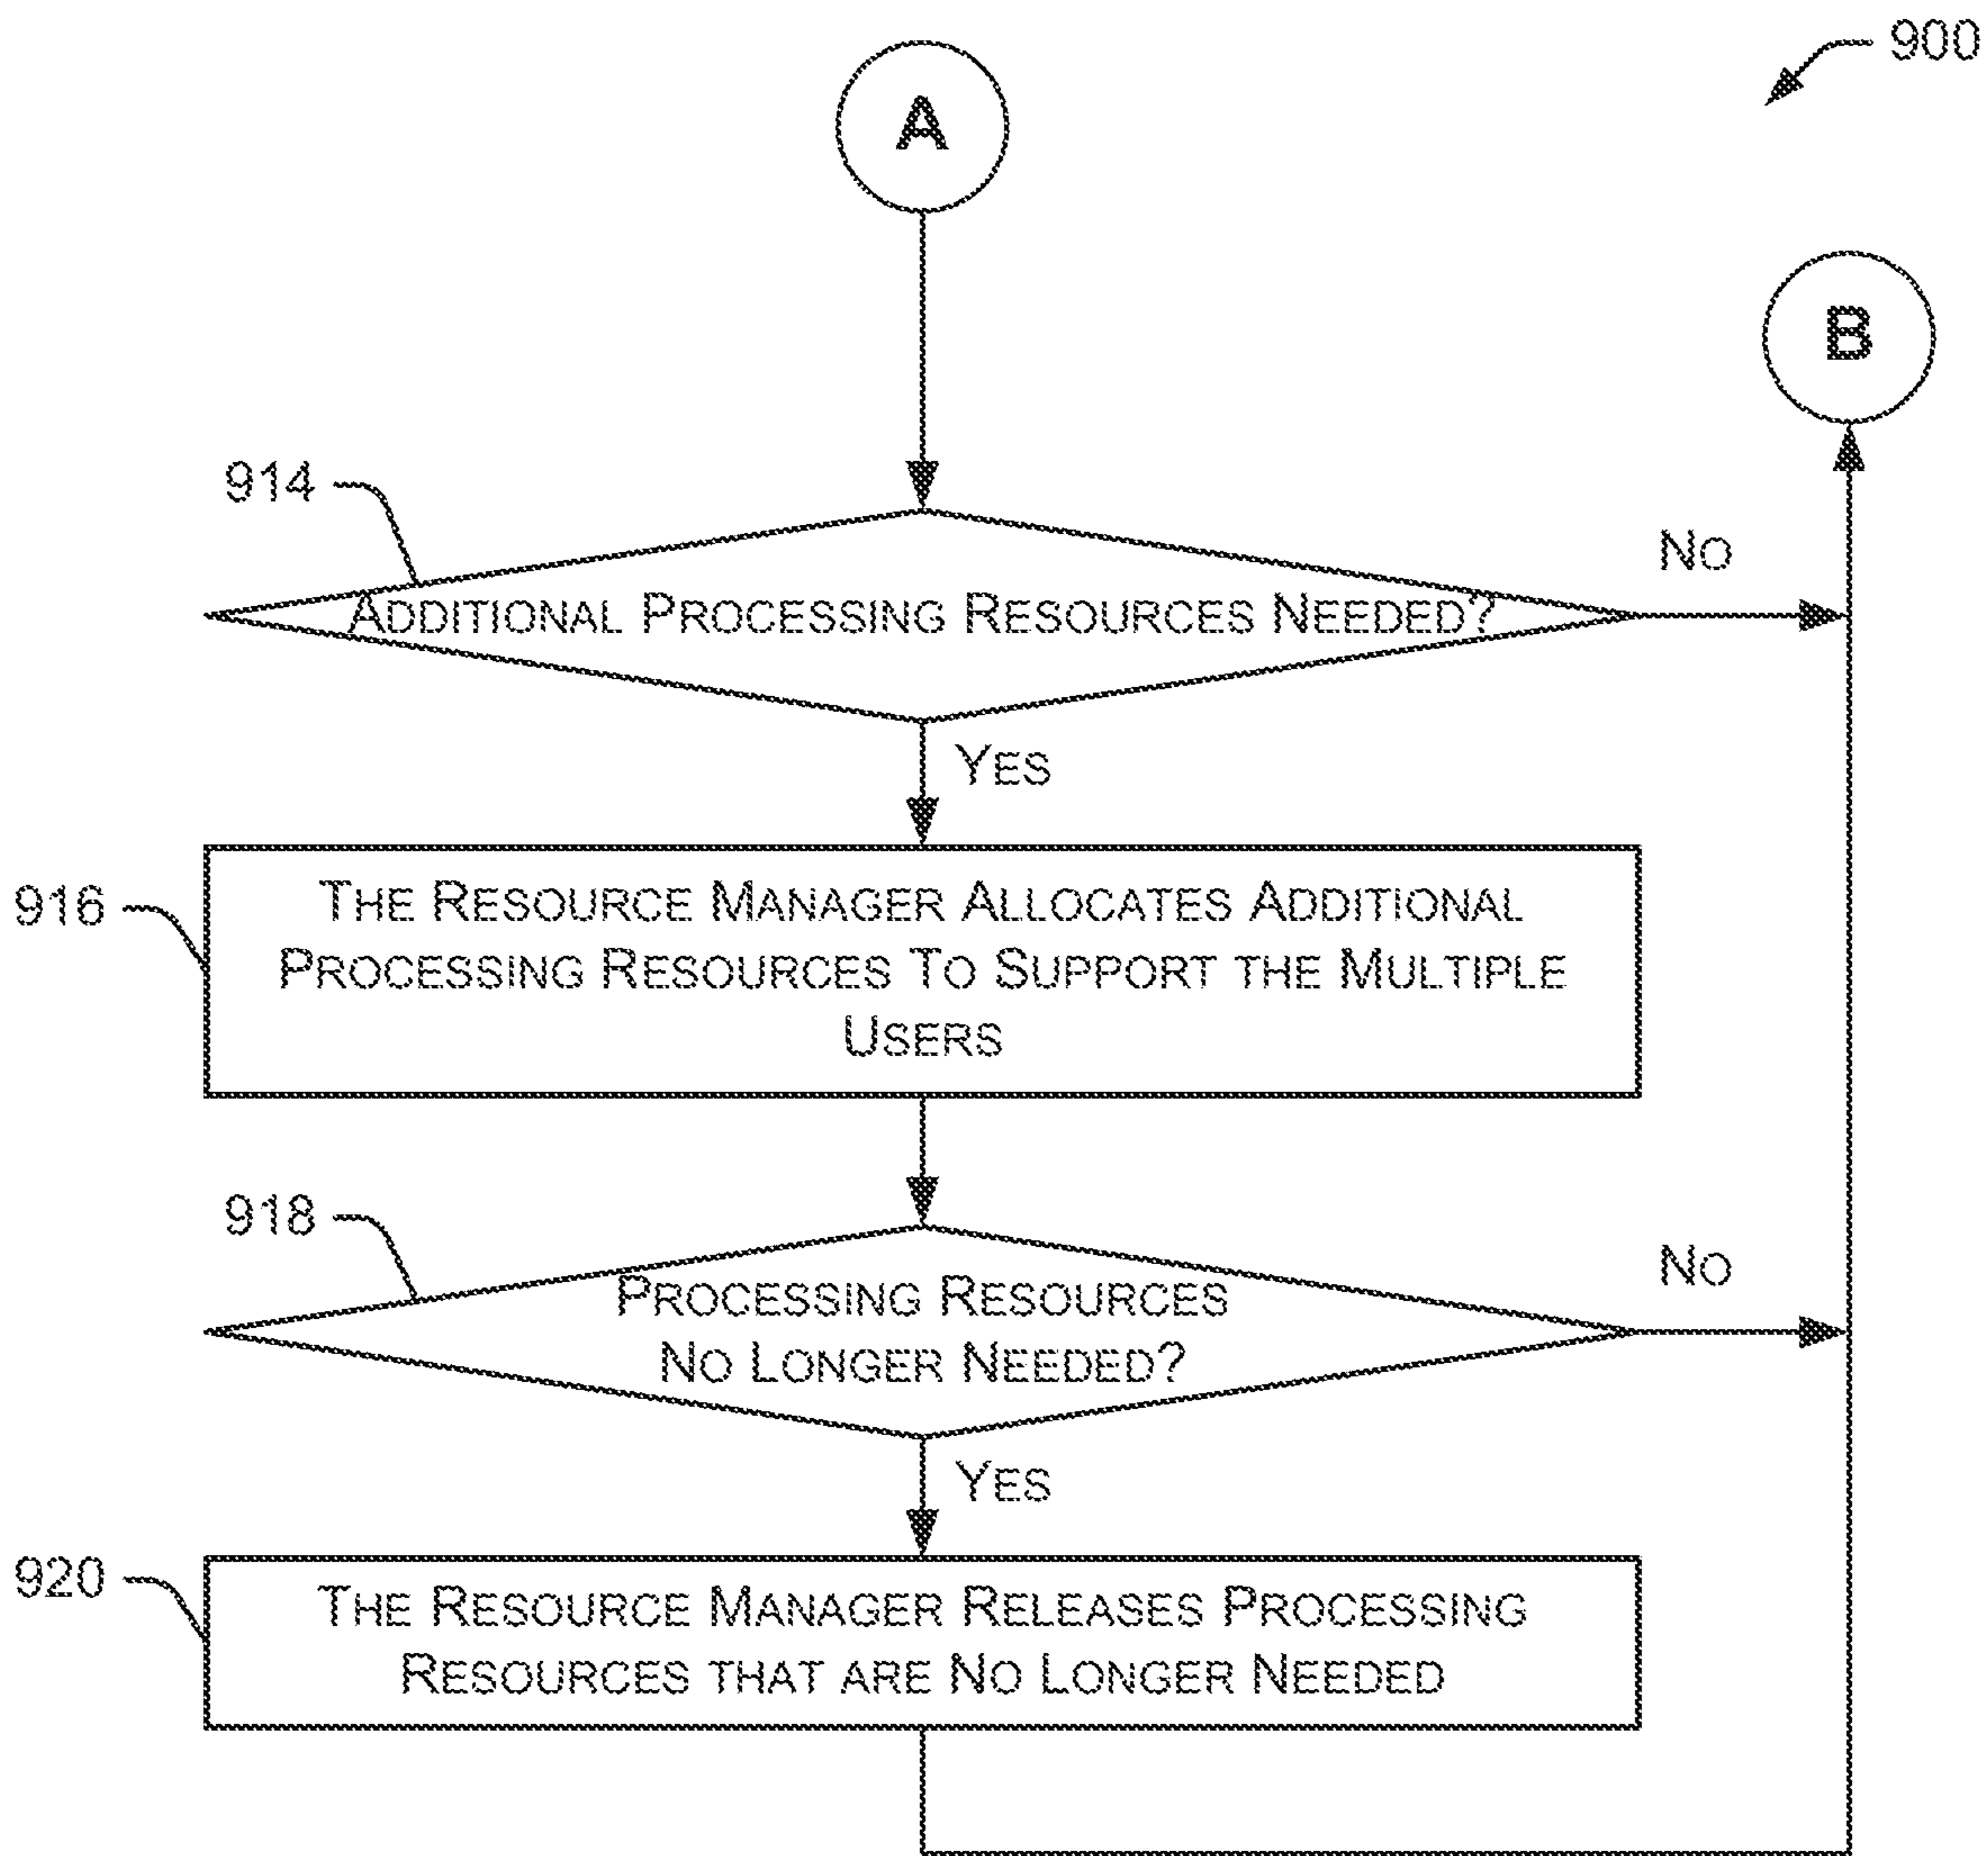 900
A
B
914
ADDITIONAL PROCESSING RESOURCES NEEDED?
NO
YES
916
THE RESOURCE MANAGER ALLOCATES ADDITIONAL
PROCESSING RESOURCES TO SUPPORT THE MULTIPLE
USERS
918
PROCESSING RESOURCES
NO LONGER NEEDED?
NO
YES
920
THE RESOURCE MANAGER RELEASES PROCESSING
RESOURCES THAT ARE NO LONGER NEEDED